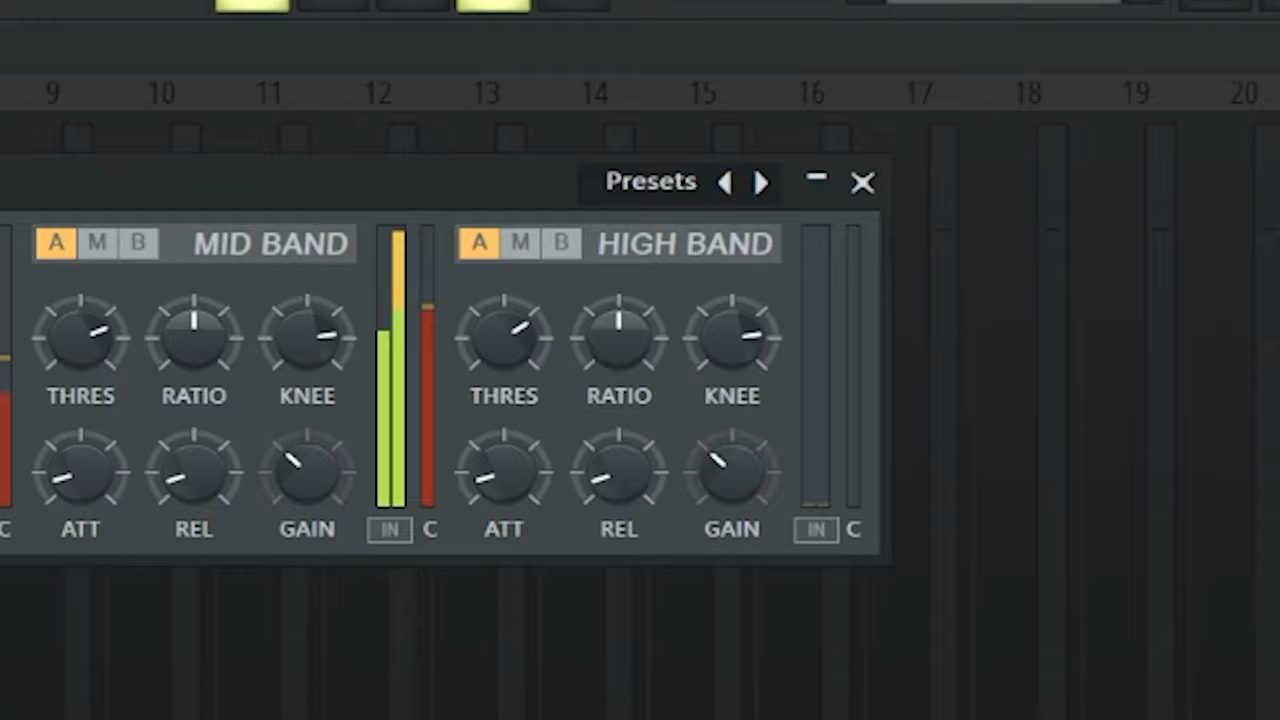 9 10 11 12 13 14 15 16 17 18 19 20
Presets
A M B MID BAND
A M B HIGH BAND
THRES RATIO KNEE
THRES RATIO KNEE
C
ATT REL GAIN IN C
ATT REL GAIN IN C